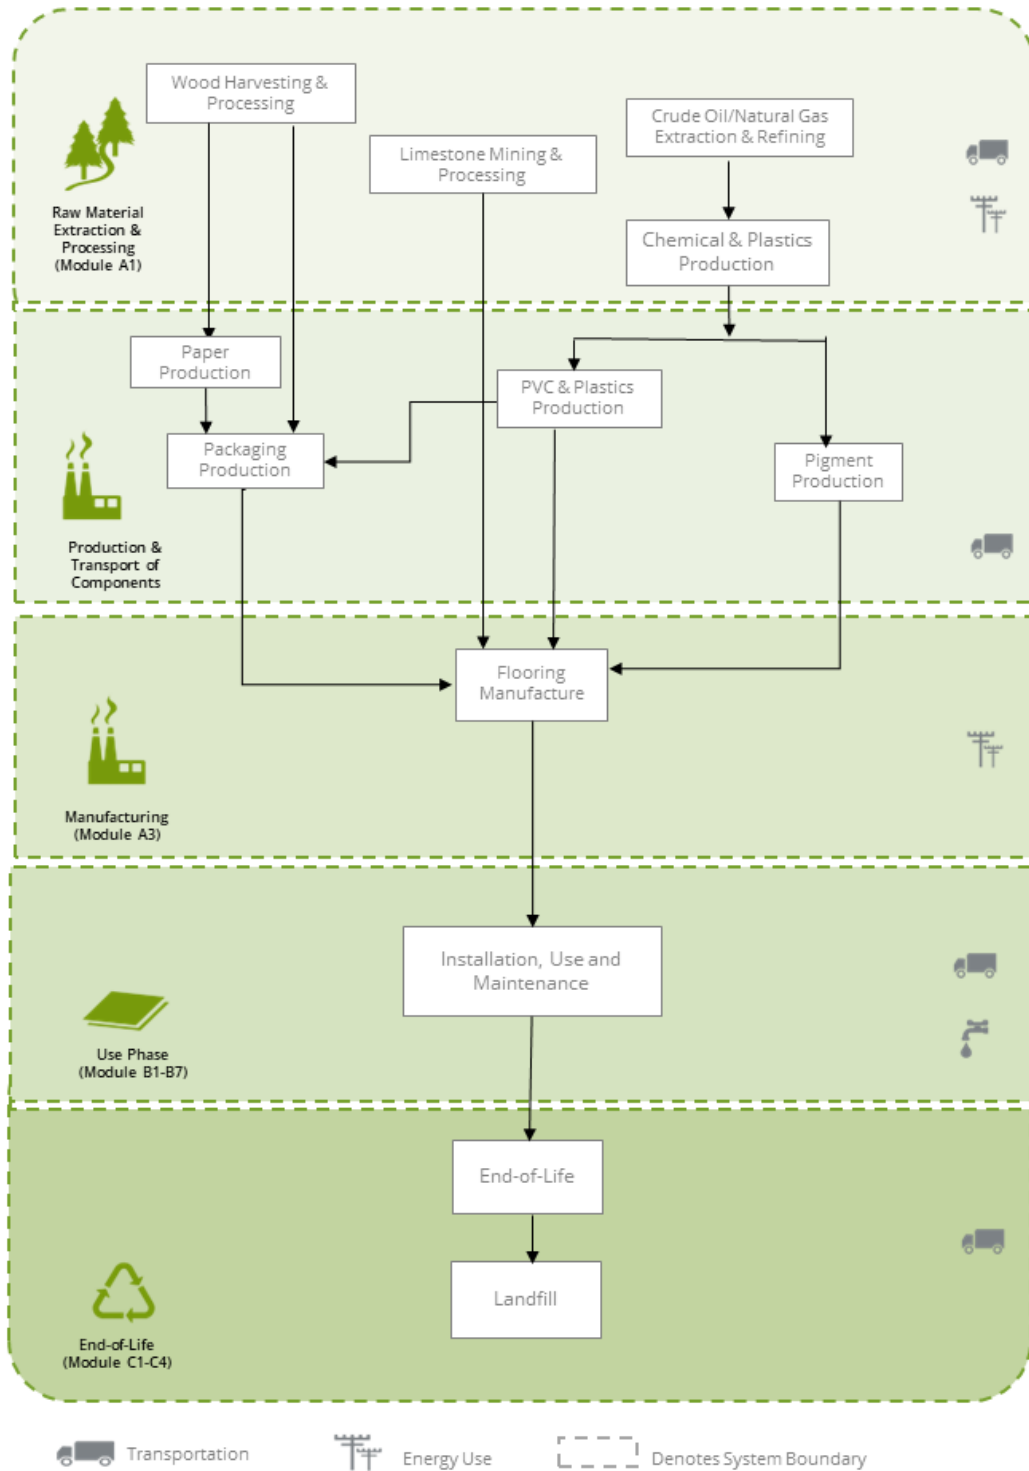 Wood Harvesting &
Processing
Crude Oil/Natural Gas
Extraction & Refining
Limestone Mining &
Processing
Raw Material
Extraction &
Processing
(Module A1)
Chemical & Plastics
Production
Paper
Production
PVC & Plastics
Production
Packaging
Production
Pigment
Production
Production &
Transport of
Components
Flooring
Manufacture
Manufacturing
(Module A3)
Installation, Use and
Maintenance
Use Phase
(Module B1-B7)
End-of-Life
Landfill
End-of-Life
(Module C1-C4)
Transportation
Energy Use
Denotes System Boundary